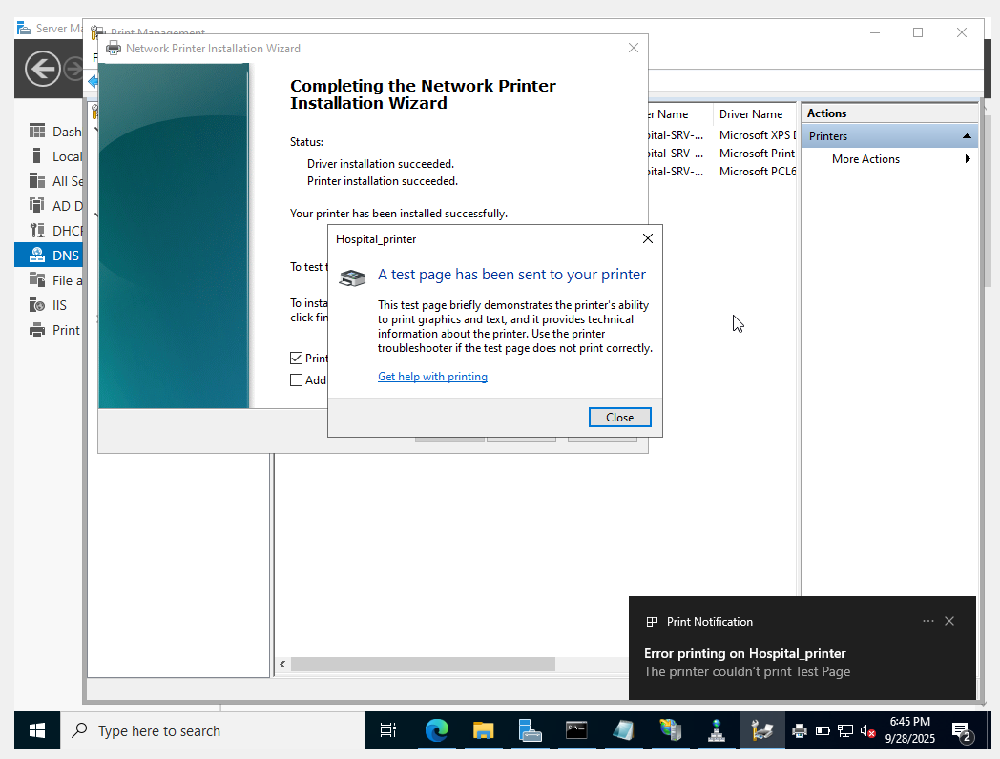 Server Ma
Print Management
Network Printer Installation Wizard
F
Completing the Network Printer
Installation Wizard
Status:
Driver installation succeeded.
Printer installation succeeded.
Your printer has been installed successfully.
To test t
To insta
click fin
Print
Add
Hospital_printer
A test page has been sent to your printer
This test page briefly demonstrates the printer's ability
to print graphics and text, and it provides technical
information about the printer. Use the printer
troubleshooter if the test page does not print correctly.
Get help with printing
Close
Dash
Local
All Se
AD D
DHCP
DNS
File a
IIS
Print
er Name Driver Name
pital-SRV-... Microsoft XPS D
pital-SRV-... Microsoft Print
pital-SRV-... Microsoft PCL6
Actions
Printers
More Actions
Print Notification
Error printing on Hospital_printer
The printer couldn't print Test Page
Type here to search
6:45 PM
9/28/2025
2